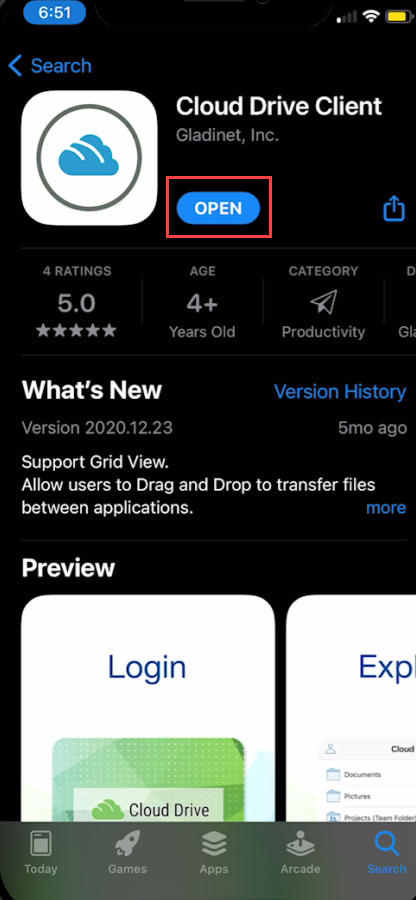 6:51
Search
Cloud Drive Client
Gladinet, Inc.
OPEN
4 RATINGS
AGE
CATEGORY
5.0
4+
Years Old
Productivity
What's New
Version History
Version 2020.12.23
5mo ago
Support Grid View.
Allow users to Drag and Drop to transfer files
between applications.
more
Preview
Login
Cloud Drive
Cloud
Documents
Pictures
Projects (Team Folder)
Today
Games
Apps
Arcade
Search